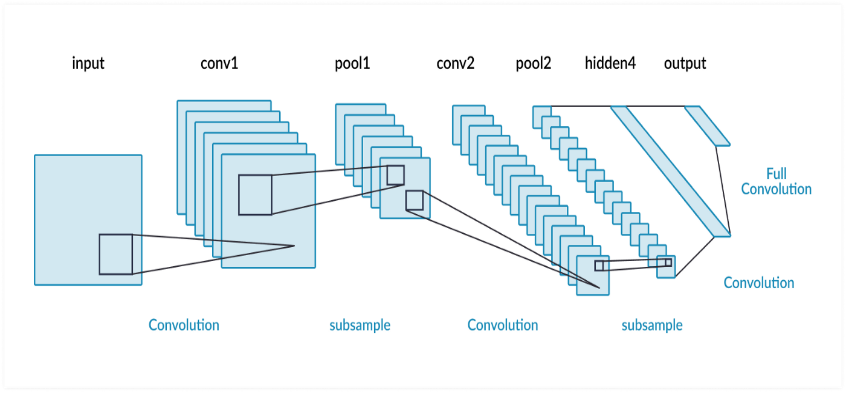 input conv1 pool1 conv2 pool2 hidden4 output
Full
Convolution
Convolution
Convolution subsample Convolution subsample